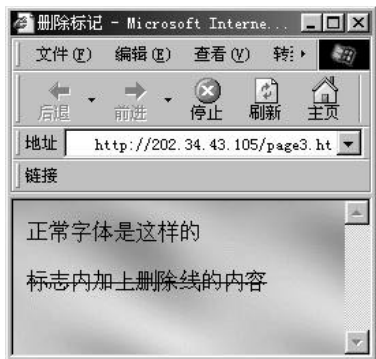 删除标记 - Microsoft Interne...
文件(F) 编辑(E) 查看(V) 转到
后退 前进 停止 刷新 主页
地址 http://202.34.43.105/page3.ht
链接
正常字体是这样的
标志内加上删除线的内容